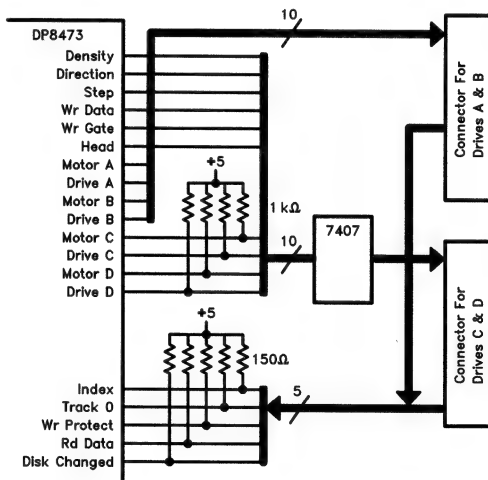 DP8473
Density
Direction
Step
Wr Data
Wr Gate
Head
Motor A
Drive A
Motor B
Drive B
Motor C
Drive C
Motor D
Drive D
+5
1 kΩ
10
10
7407
Connector For
Drives A & B
Connector For
Drives C & D
+5
150Ω
5
Index
Track 0
Wr Protect
Rd Data
Disk Changed